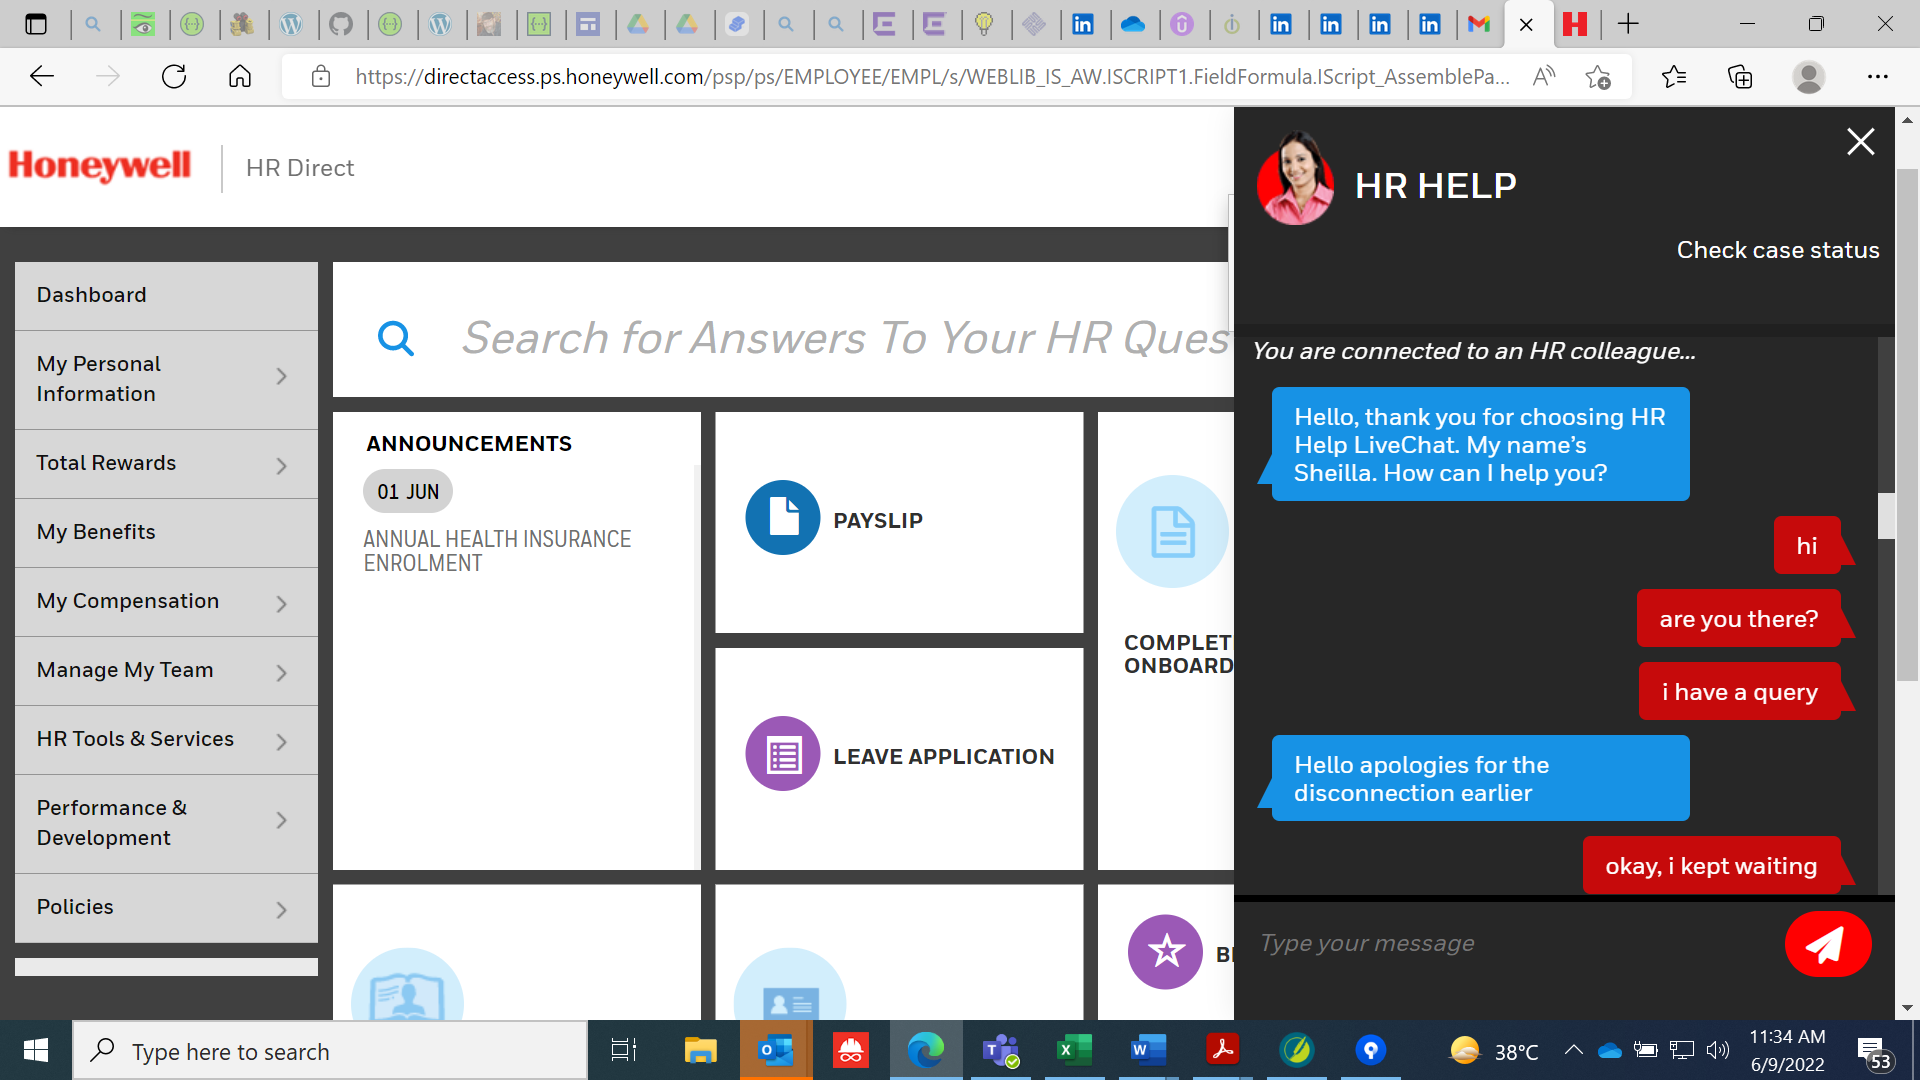 https://directaccess.ps.honeywell.com/psp/ps/EMPLOYEE/EMPL/s/WEBLIB_IS_AW.ISCRIPT1.FieldFormula.IScript_AssemblePa...
Honeywell
HR Direct
Dashboard
My Personal
Information
Total Rewards
My Benefits
My Compensation
Manage My Team
HR Tools & Services
Performance &
Development
Policies
Search for Answers To Your HR Ques
ANNOUNCEMENTS
01 JUN
ANNUAL HEALTH INSURANCE
ENROLMENT
PAYSLIP
LEAVE APPLICATION
COMPLET
ONBOARD
HR HELP
Check case status
You are connected to an HR colleague...
Hello, thank you for choosing HR
Help LiveChat. My name's
Sheilla. How can I help you?
hi
are you there?
i have a query
Hello apologies for the
disconnection earlier
okay, i kept waiting
Type your message
Type here to search
38°C
11:34 AM
6/9/2022
53